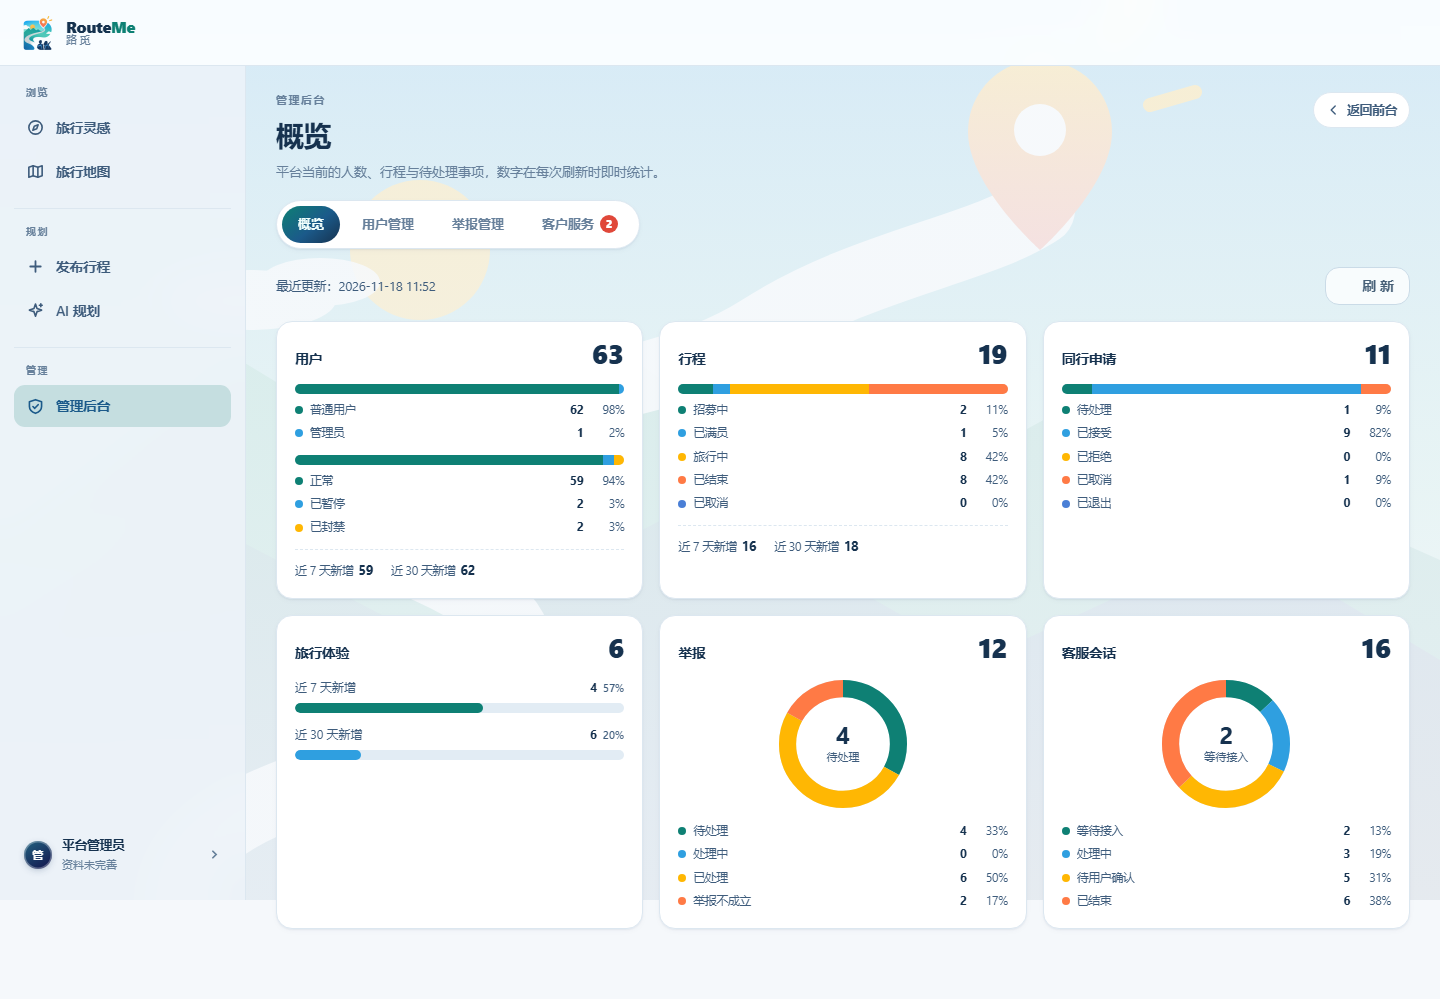 RouteMe
路觅
浏览
旅行灵感
旅行地图
规划
发布行程
AI 规划
管理
管理后台
管
平台管理员
资料未完善
管理后台
概览
平台当前的人数、行程与待处理事项，数字在每次刷新时即时统计。
返回前台
概览 用户管理 举报管理 客户服务 2
最近更新：2026-11-18 11:52
刷 新
用户 63
普通用户 62 98%
管理员 1 2%
正常 59 94%
已暂停 2 3%
已封禁 2 3%
近 7 天新增 59 近 30 天新增 62
行程 19
招募中 2 11%
已满员 1 5%
旅行中 8 42%
已结束 8 42%
已取消 0 0%
近 7 天新增 16 近 30 天新增 18
同行申请 11
待处理 1 9%
已接受 9 82%
已拒绝 0 0%
已取消 1 9%
已退出 0 0%
旅行体验 6
近 7 天新增 4 57%
近 30 天新增 6 20%
举报 12
4
待处理
待处理 4 33%
处理中 0 0%
已处理 6 50%
举报不成立 2 17%
客服会话 16
2
等待接入
等待接入 2 13%
处理中 3 19%
待用户确认 5 31%
已结束 6 38%